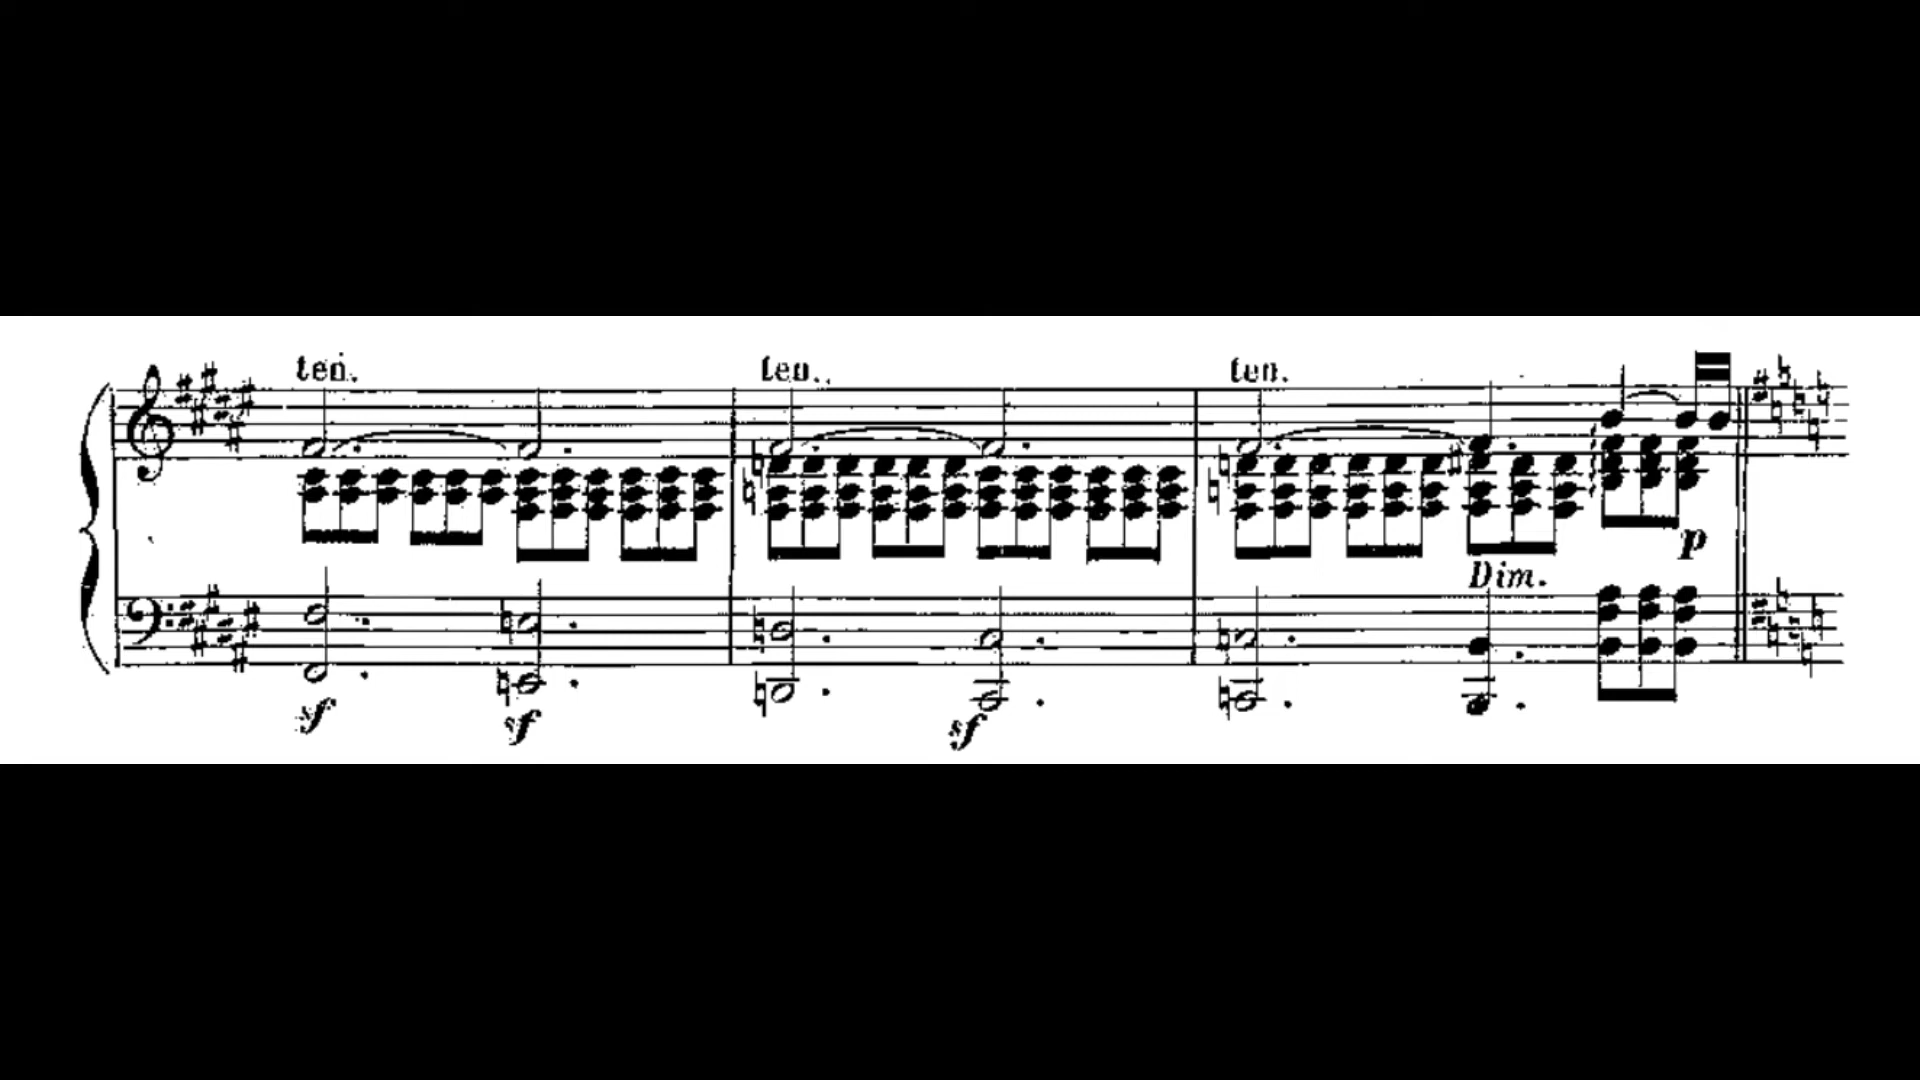 ten. ten. ten.
p
Dim.
sf sf sf